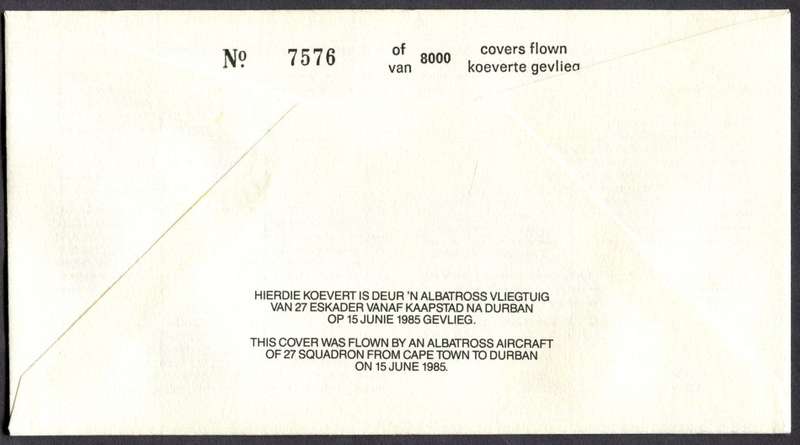 Nº 7576 of van 8000 covers flown koeverte gevlieg
HIERDIE KOEVERT IS DEUR 'N ALBATROSS VLIEGTUIG
VAN 27 ESKADER VANAF KAAPSTAD NA DURBAN
OP 15 JUNIE 1985 GEVLIEG.
THIS COVER WAS FLOWN BY AN ALBATROSS AIRCRAFT
OF 27 SQUADRON FROM CAPE TOWN TO DURBAN
ON 15 JUNE 1985.